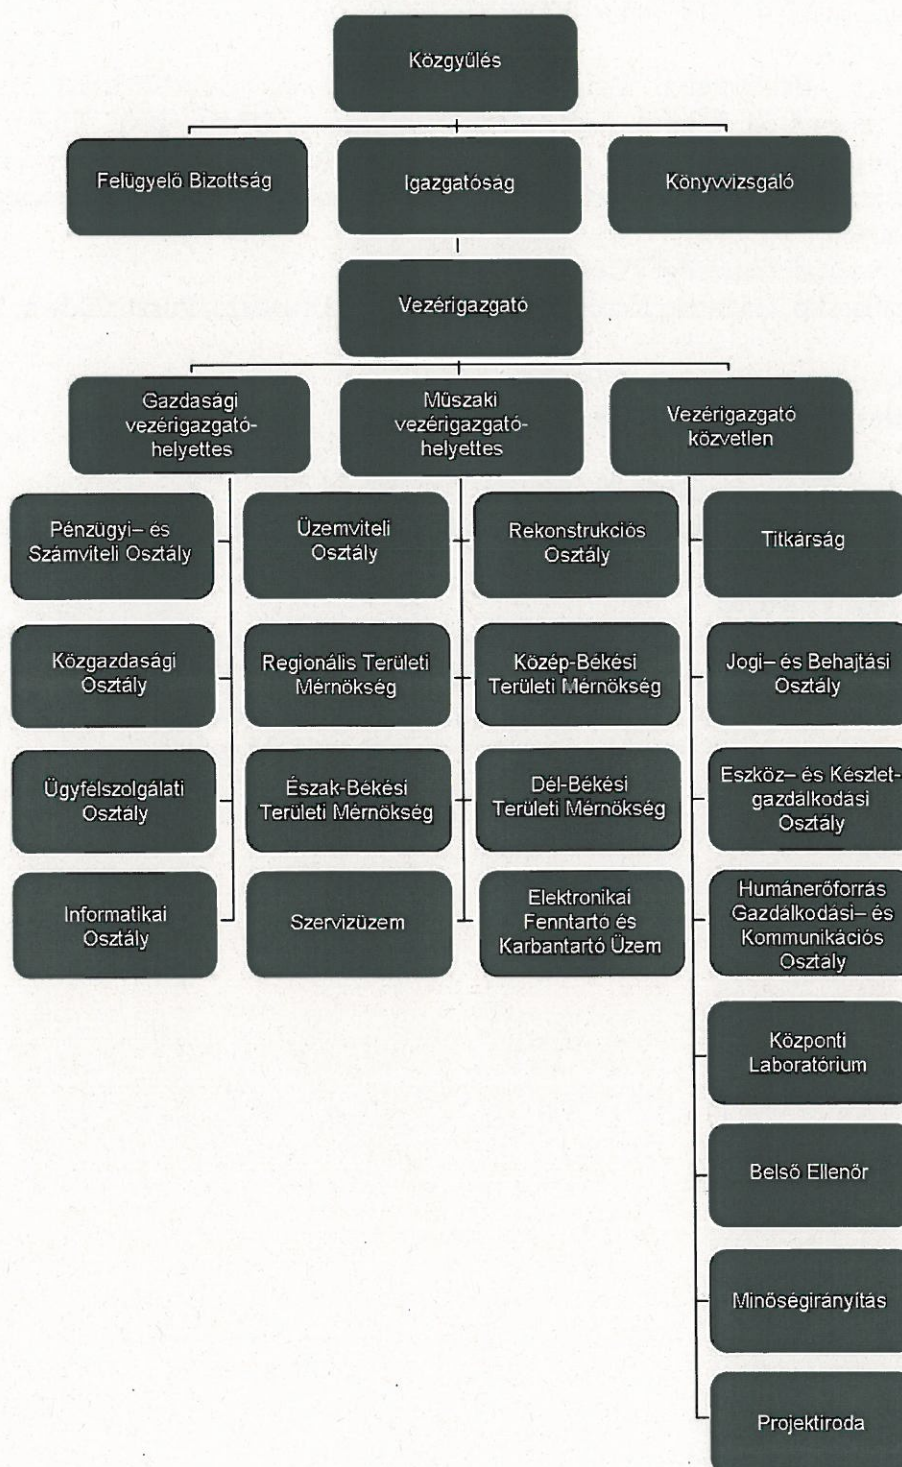 Közgyűlés
Felügyelő Bizottság
Igazgatóság
Könyvvizsgáló
Vezérigazgató
Gazdasági
vezérigazgató-
helyettes
Műszaki
vezérigazgató-
helyettes
Vezérigazgató
közvetlen
Pénzügyi– és
Számviteli Osztály
Üzemviteli
Osztály
Rekonstrukciós
Osztály
Titkárság
Közgazdasági
Osztály
Regionális Területi
Mérnökség
Közép-Békési
Területi Mérnökség
Jogi– és Behajtási
Osztály
Ügyfélszolgálati
Osztály
Észak-Békési
Területi Mérnökség
Dél-Békési
Területi Mérnökség
Eszköz– és Készlet-
gazdálkodási
Osztály
Informatikai
Osztály
Szervizüzem
Elektronikai
Fenntartó és
Karbantartó Üzem
Humánerőforrás
Gazdálkodási– és
Kommunikációs
Osztaly
Központi
Laboratórium
Belső Ellenőr
Minőségirányítás
Projektiroda